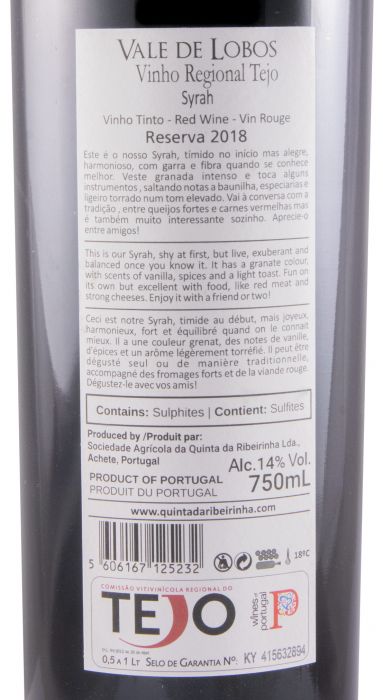 VALE DE LOBOS
Vinho Regional Tejo
Syrah
Vinho Tinto - Red Wine - Vin Rouge
Reserva 2018
Este é o nosso Syrah, tímido no início mas alegre,
harmonioso, com garra e fibra quando se conhece
melhor. Veste granada intenso e toca alguns
instrumentos , saltando notas a baunilha, especiarias e
ligeiro torrado num tom elevado. Vai à conversa com a
tradição , entre queijos fortes e carnes vermelhas mas
é também muito interessante sozinho. Aprecie-o
entre amigos!
This is our Syrah, shy at first, but live, exuberant and
balanced once you know it. It has a granate colour,
with scents of vanilla, spices and a light toast. Fun on
its own but excellent with food, like red meat and
strong cheeses. Enjoy it with a friend or two!
Ceci est notre Syrah, timide au début, mais joyeux,
harmonieux, fort et équilibré quand on le connait
mieux. Il a une couleur grenat, des notes de vanille,
d'épices et un arôme légèrement torréfié. Il peut être
dégusté seul ou de manière traditionnelle,
accompagné des fromages forts et de la viande rouge.
Dégustez-le avec vos amis!
Contains: Sulphites | Contient: Sulfites
Produced by /Produit par:
Sociedade Agrícola da Quinta da Ribeirinha Lda.,
Achete, Portugal
Alc.14% Vol.
PRODUCT OF PORTUGAL
PRODUIT DU PORTUGAL
750mL
www.quintadaribeirinha.com
5 606167 125232
18ºC
COMISSÃO VITIVINÍCOLA REGIONAL DO
TEJO
wines of
portugal
0,5 A 1 LT SELO DE GARANTIA Nº. KY 415632894